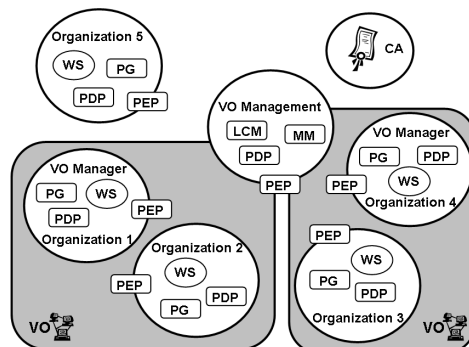 Organization 5
WS
PG
PDP
PEP
CA
VO Management
LCM
MM
PDP
PEP
VO Manager
PG
WS
PDP
PEP
Organization 1
Organization 2
WS
PEP
PG
PDP
VO
VO Manager
PG
PDP
PEP
WS
Organization 4
PEP
WS
PG
PDP
Organization 3
VO